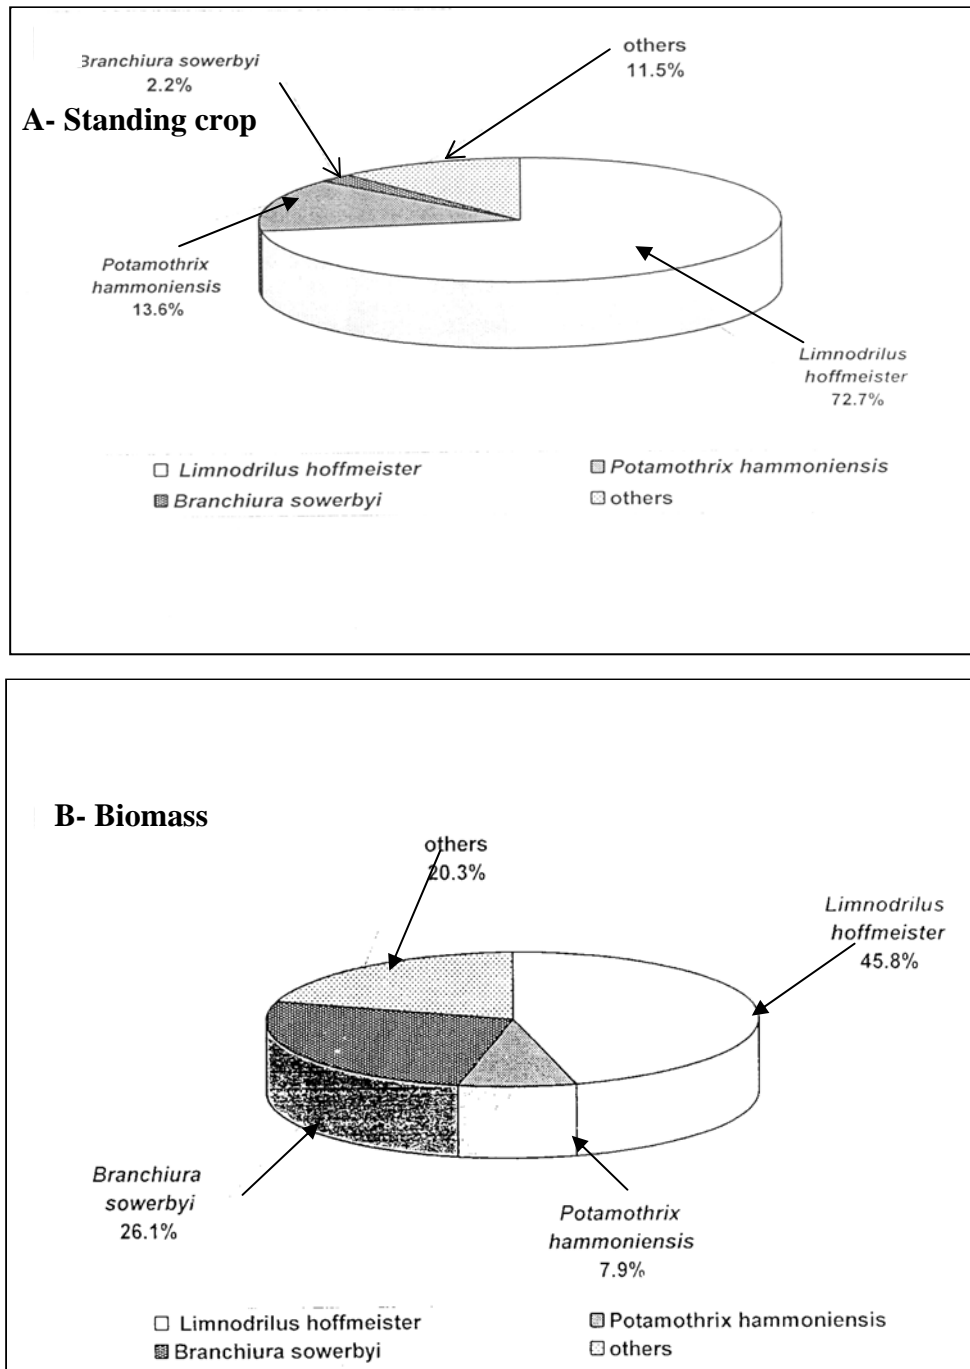 Branchiura sowerbyi
2.2%
others
11.5%
A- Standing crop
Potamothrix
hammoniensis
13.6%
Limnodrilus
hoffmeister
72.7%
Limnodrilus hoffmeister
Potamothrix hammoniensis
Branchiura sowerbyi
others
B- Biomass
others
20.3%
Limnodrilus
hoffmeister
45.8%
Branchiura
sowerbyi
26.1%
Potamothrix
hammoniensis
7.9%
Limnodrilus hoffmeister
Potamothrix hammoniensis
Branchiura sowerbyi
others